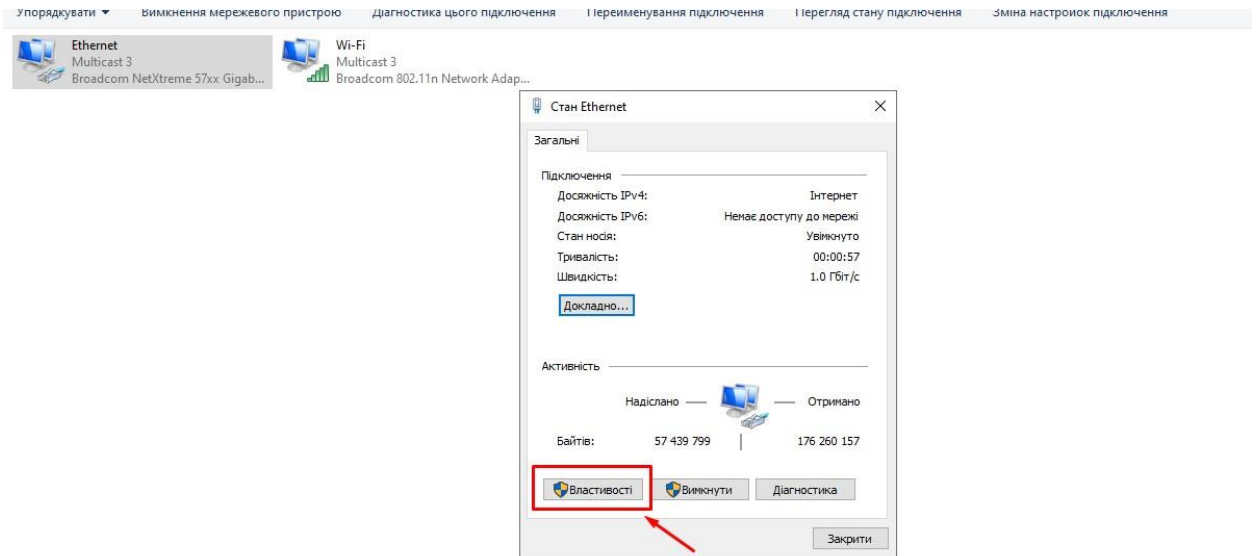 Упорядкувати Вимкнення мережевого пристрою Діагностика цього підключення Перейменування підключення Перегляд стану підключення Зміна настройок підключення
Ethernet
Multicast 3
Broadcom NetXtreme 57xx Gigab...
Wi-Fi
Multicast 3
Broadcom 802.11n Network Adap...
Стан Ethernet
Загальні
Підключення
Досяжність IPv4: Інтернет
Досяжність IPv6: Немає доступу до мережі
Стан носія: Увімкнуто
Тривалість: 00:00:57
Швидкість: 1.0 Гбіт/с
Докладно...
Активність
Надіслано — — Отримано
Байтів: 57 439 799 176 260 157
Властивості Вимкнути Діагностика
Закрити